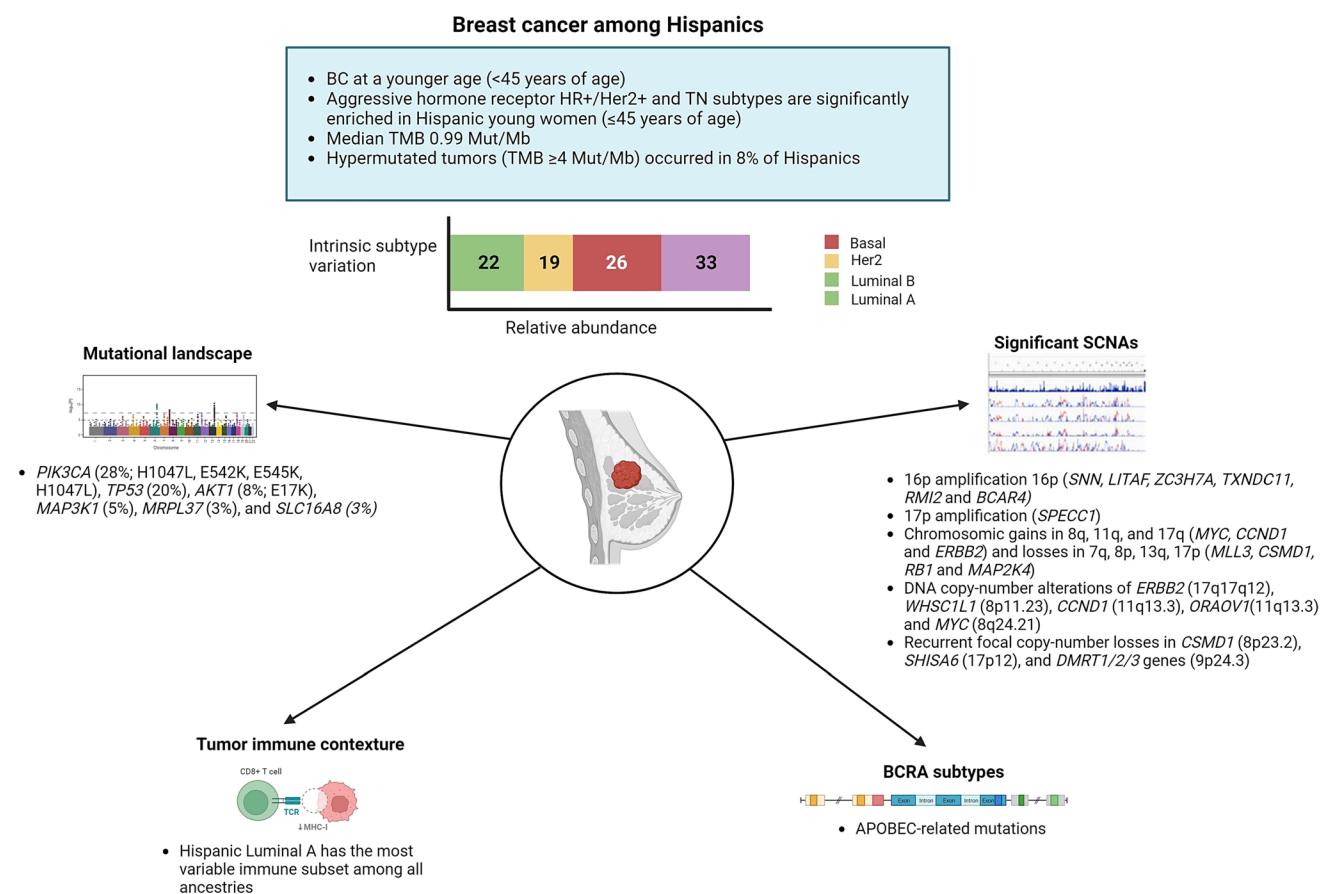 Breast cancer among Hispanics
• BC at a younger age (<45 years of age)
• Aggressive hormone receptor HR+/Her2+ and TN subtypes are significantly
enriched in Hispanic young women (≤45 years of age)
• Median TMB 0.99 Mut/Mb
• Hypermutated tumors (TMB ≥4 Mut/Mb) occurred in 8% of Hispanics
Intrinsic subtype
variation
22 19 26 33
Relative abundance
Basal
Her2
Luminal B
Luminal A
Mutational landscape
Chromosome
• PIK3CA (28%; H1047L, E542K, E545K,
H1047L), TP53 (20%), AKT1 (8%; E17K),
MAP3K1 (5%), MRPL37 (3%), and SLC16A8 (3%)
Significant SCNAs
• 16p amplification 16p (SNN, LITAF, ZC3H7A, TXNDC11,
RMI2 and BCAR4)
• 17p amplification (SPECC1)
• Chromosomic gains in 8q, 11q, and 17q (MYC, CCND1
and ERBB2) and losses in 7q, 8p, 13q, 17p (MLL3, CSMD1,
RB1 and MAP2K4)
• DNA copy-number alterations of ERBB2 (17q17q12),
WHSC1L1 (8p11.23), CCND1 (11q13.3), ORAOV1(11q13.3)
and MYC (8q24.21)
• Recurrent focal copy-number losses in CSMD1 (8p23.2),
SHISA6 (17p12), and DMRT1/2/3 genes (9p24.3)
Tumor immune contexture
CD8+ T cell
TCR
↓MHC-I
• Hispanic Luminal A has the most
variable immune subset among all
ancestries
BCRA subtypes
Exon Intron Exon Intron Exon
• APOBEC-related mutations